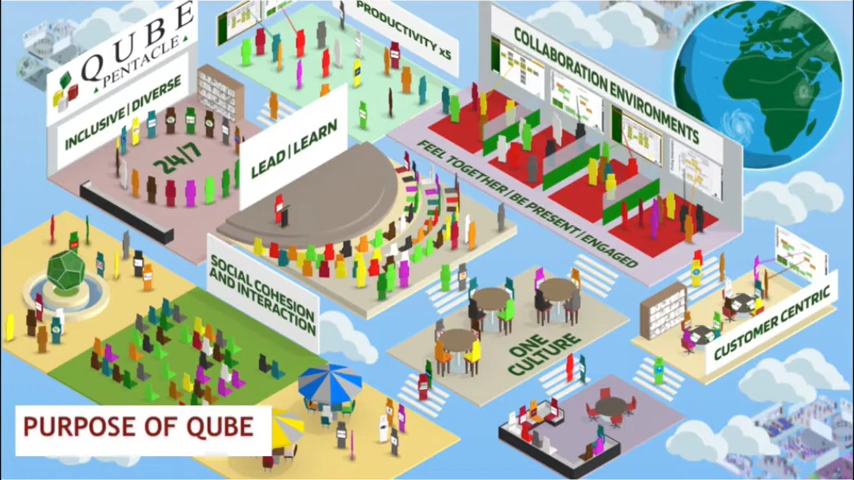 QUBE
PENTACLE
INCLUSIVE | DIVERSE
24/7
LEAD | LEARN
PRODUCTIVITY x5
COLLABORATION ENVIRONMENTS
FEEL TOGETHER | BE PRESENT | ENGAGED
SOCIAL COHESION
AND INTERACTION
ONE
CULTURE
CUSTOMER CENTRIC
PURPOSE OF QUBE